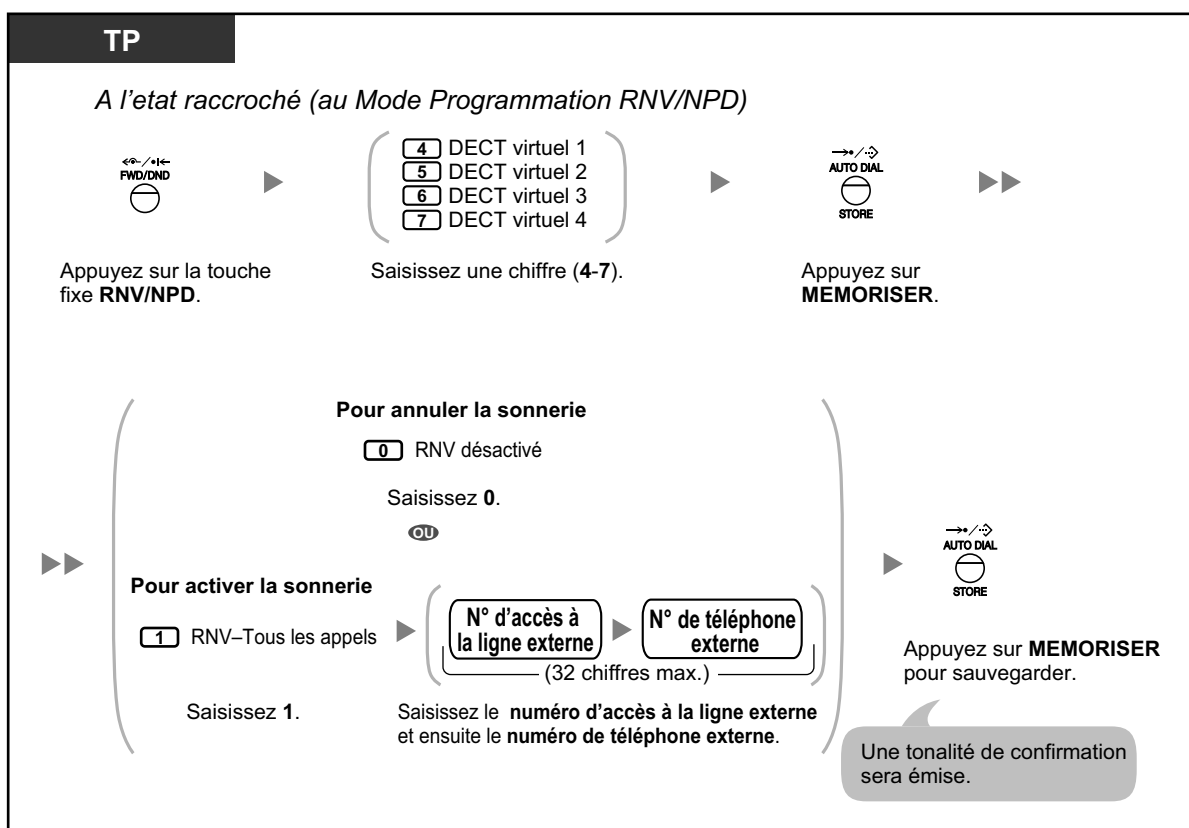 TP
A l'etat raccroché (au Mode Programmation RNV/NPD)
FWD/DND
4 DECT virtuel 1
5 DECT virtuel 2
6 DECT virtuel 3
7 DECT virtuel 4
AUTO DIAL
STORE
Appuyez sur la touche
fixe RNV/NPD.
Saisissez une chiffre (4-7).
Appuyez sur
MEMORISER.
Pour annuler la sonnerie
0 RNV désactivé
Saisissez 0.
OU
Pour activer la sonnerie
1 RNV–Tous les appels
Saisissez 1.
N° d'accès à
la ligne externe
N° de téléphone
externe
(32 chiffres max.)
Saisissez le numéro d'accès à la ligne externe
et ensuite le numéro de téléphone externe.
AUTO DIAL
STORE
Appuyez sur MEMORISER
pour sauvegarder.
Une tonalité de confirmation
sera émise.